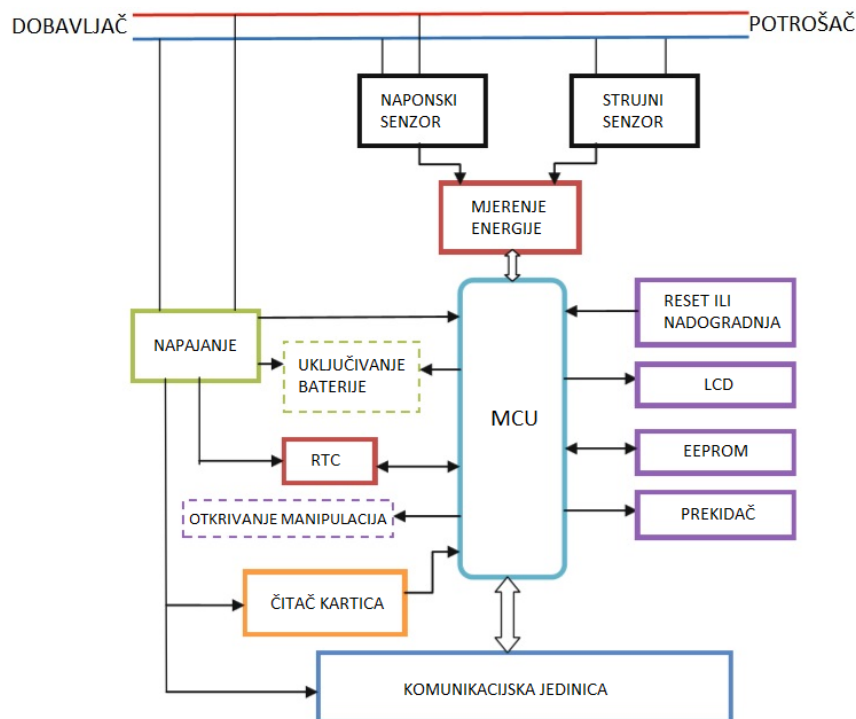 DOBAVLJAČ
POTROŠAČ
NAPONSKI
SENZOR
STRUJNI
SENZOR
MJERENJE
ENERGIJE
RESET ILI
NADOGRADNJA
NAPAJANJE
UKLJUČIVANJE
BATERIJE
LCD
MCU
EEPROM
RTC
PREKIDAČ
OTKRIVANJE MANIPULACIJA
ČITAČ KARTICA
KOMUNIKACIJSKA JEDINICA